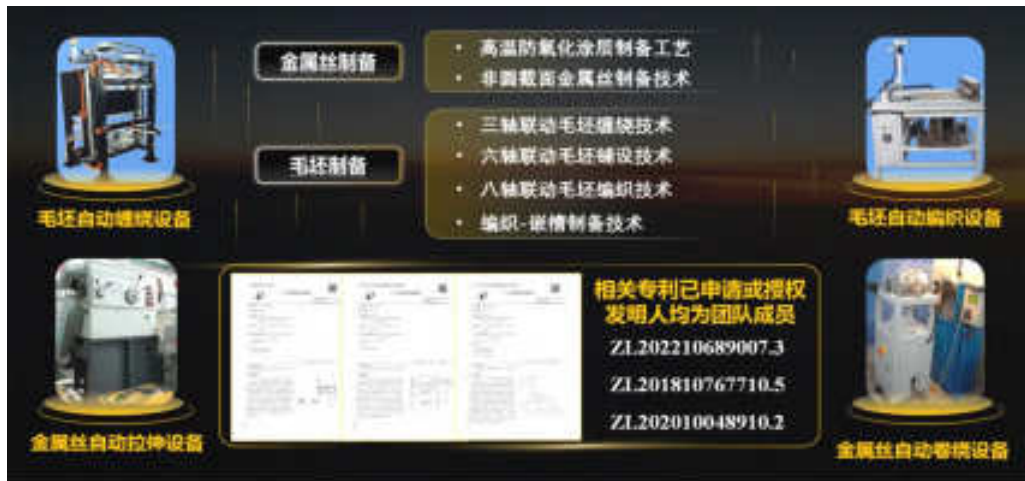 金属丝制备
高温防氧化涂层制备工艺
非圆截面金属丝制备技术
毛坯制备
三轴联动毛坯缠绕技术
六轴联动毛坯铺设技术
八轴联动毛坯编织技术
编织-嵌槽制备技术
毛坯自动缠绕设备
毛坯自动编织设备
相关专利已申请或授权
发明人均为团队成员
ZL202210689007.3
ZL201810767710.5
ZL202010048910.2
金属丝自动拉伸设备
金属丝自动卷绕设备